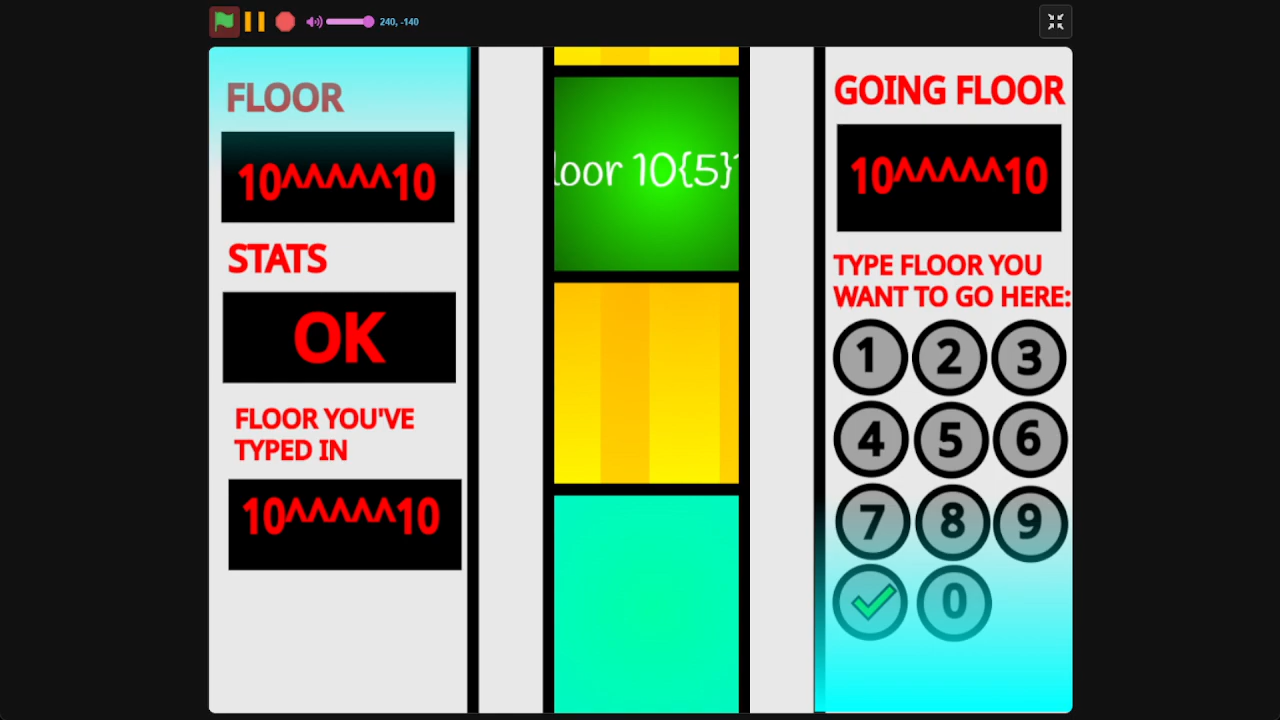 240, -140
FLOOR
10^^^^^10
STATS
OK
FLOOR YOU'VE
TYPED IN
10^^^^^10
loor 10{5}1
GOING FLOOR
10^^^^^10
TYPE FLOOR YOU
WANT TO GO HERE:
1 2 3
4 5 6
7 8 9
0